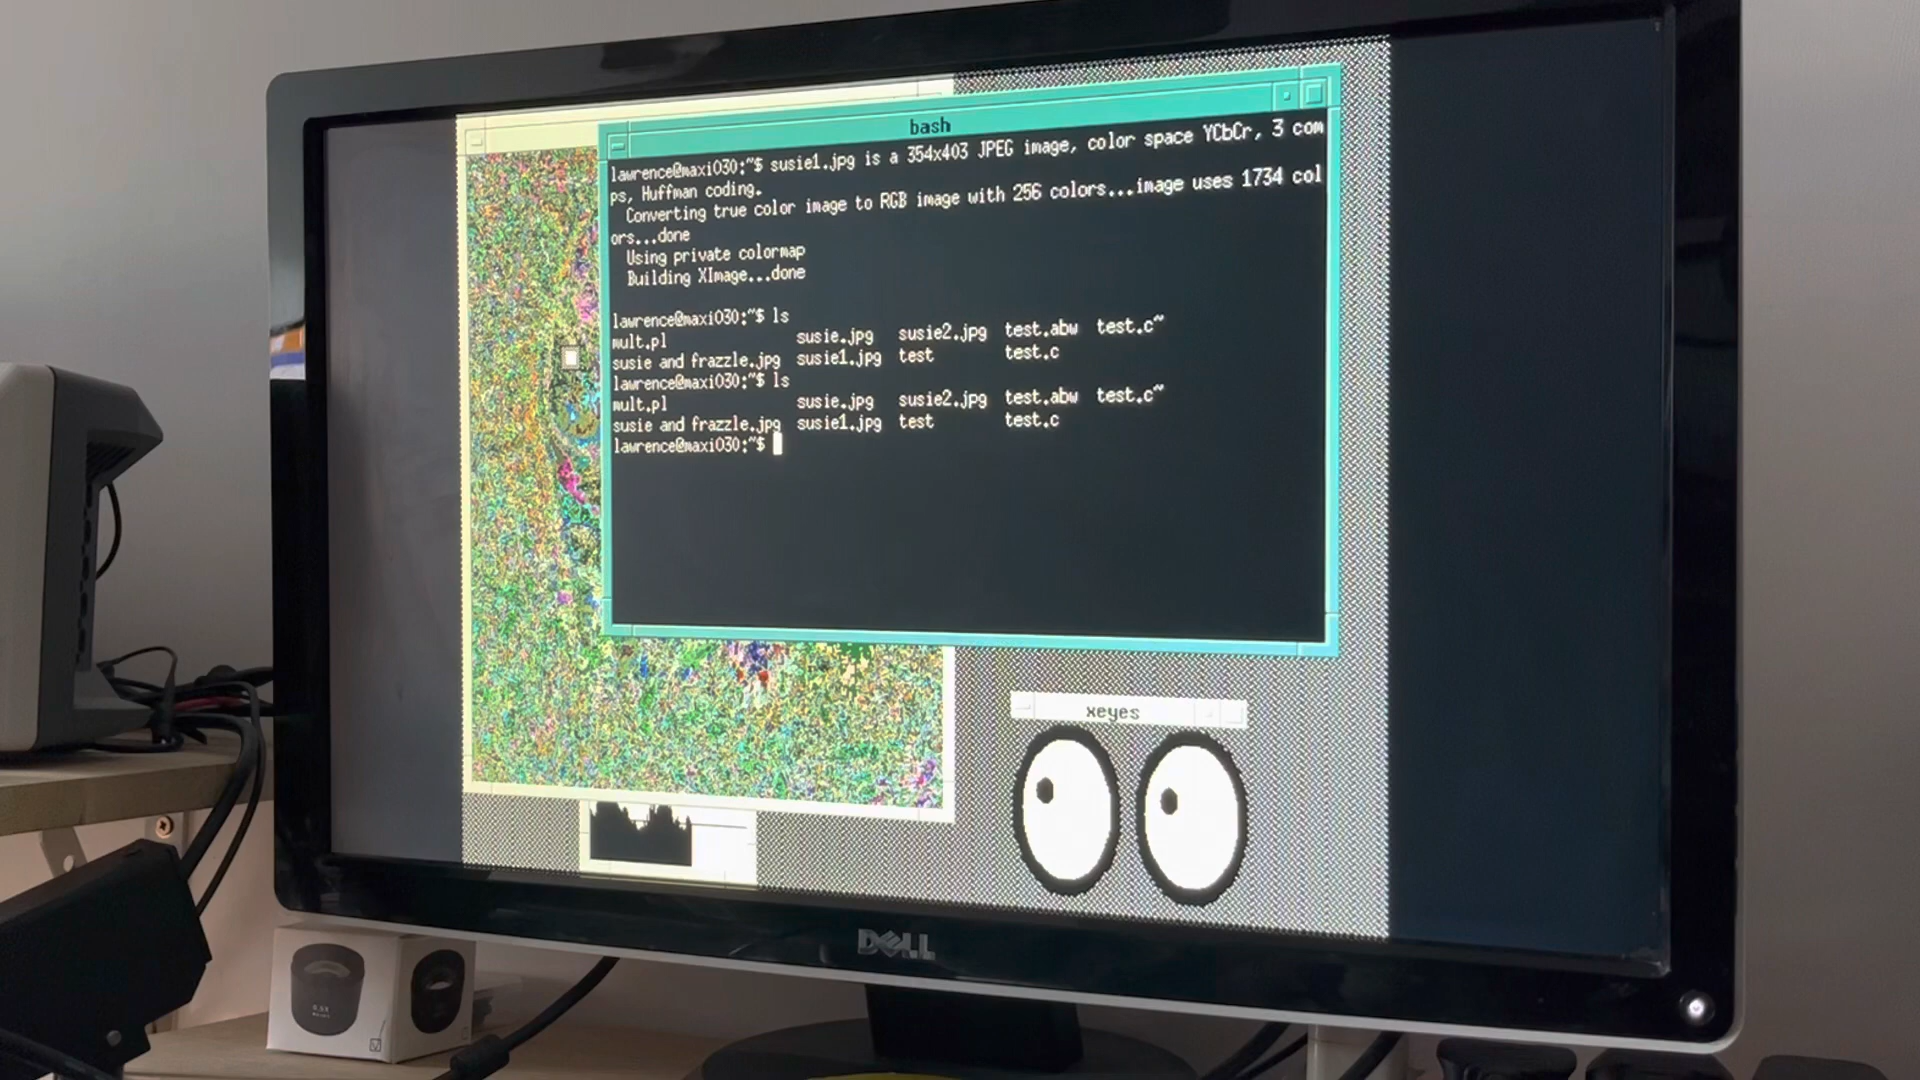 bash
lawrence@maxi030:~$ susie1.jpg is a 354x403 JPEG image, color space YCbCr, 3 com
ps, Huffman coding.
Converting true color image to RGB image with 256 colors...image uses 1734 col
ors...done
Using private colormap
Building XImage...done
lawrence@maxi030:~$ ls
mult.pl susie.jpg susie2.jpg test.abw test.c~
susie and frazzle.jpg susie1.jpg test test.c
lawrence@maxi030:~$ ls
mult.pl susie.jpg susie2.jpg test.abw test.c~
susie and frazzle.jpg susie1.jpg test test.c
lawrence@maxi030:~$
xeyes
DELL